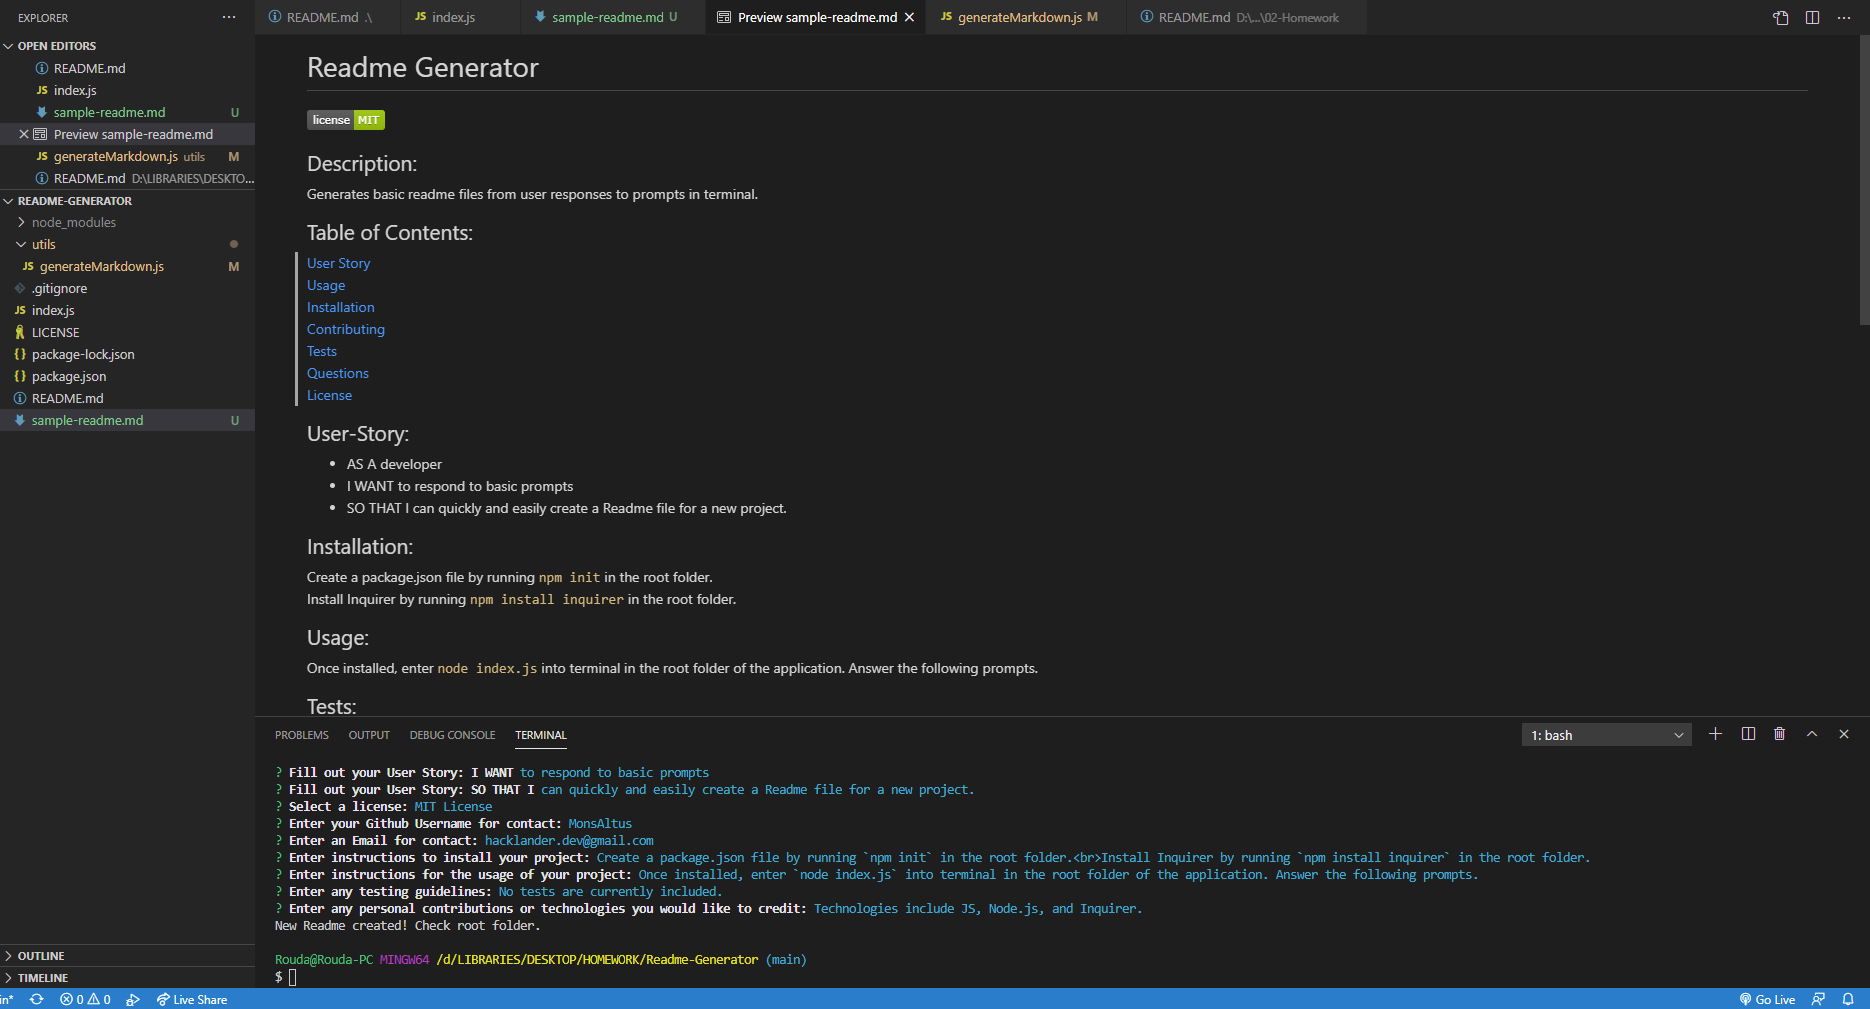 EXPLORER
OPEN EDITORS
README.md
JS index.js
sample-readme.md U
Preview sample-readme.md
JS generateMarkdown.js utils M
README.md D:\LIBRARIES\DESKTO...
README-GENERATOR
node_modules
utils
JS generateMarkdown.js M
.gitignore
JS index.js
LICENSE
{} package-lock.json
{} package.json
README.md
sample-readme.md U
OUTLINE
TIMELINE
README.md .\
JS index.js
sample-readme.md U
Preview sample-readme.md
JS generateMarkdown.js M
README.md D:\...\02-Homework
Readme Generator
license MIT
Description:
Generates basic readme files from user responses to prompts in terminal.
Table of Contents:
User Story
Usage
Installation
Contributing
Tests
Questions
License
User-Story:
• AS A developer
• I WANT to respond to basic prompts
• SO THAT I can quickly and easily create a Readme file for a new project.
Installation:
Create a package.json file by running npm init in the root folder.
Install Inquirer by running npm install inquirer in the root folder.
Usage:
Once installed, enter node index.js into terminal in the root folder of the application. Answer the following prompts.
Tests:
PROBLEMS OUTPUT DEBUG CONSOLE TERMINAL
1: bash
? Fill out your User Story: I WANT to respond to basic prompts
? Fill out your User Story: SO THAT I can quickly and easily create a Readme file for a new project.
? Select a license: MIT License
? Enter your Github Username for contact: MonsAltus
? Enter an Email for contact: hacklander.dev@gmail.com
? Enter instructions to install your project: Create a package.json file by running `npm init` in the root folder.<br>Install Inquirer by running `npm install inquirer` in the root folder.
? Enter instructions for the usage of your project: Once installed, enter `node index.js` into terminal in the root folder of the application. Answer the following prompts.
? Enter any testing guidelines: No tests are currently included.
? Enter any personal contributions or technologies you would like to credit: Technologies include JS, Node.js, and Inquirer.
New Readme created! Check root folder.
Rouda@Rouda-PC MINGW64 /d/LIBRARIES/DESKTOP/HOMEWORK/Readme-Generator (main)
$
in* 0 0 Live Share
Go Live